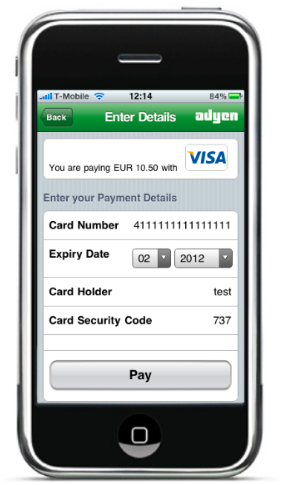 T-Mobile 12:14 84%
Back Enter Details adyen
You are paying EUR 10.50 with VISA
Enter your Payment Details
Card Number 4111111111111111
Expiry Date 02 2012
Card Holder test
Card Security Code 737
Pay